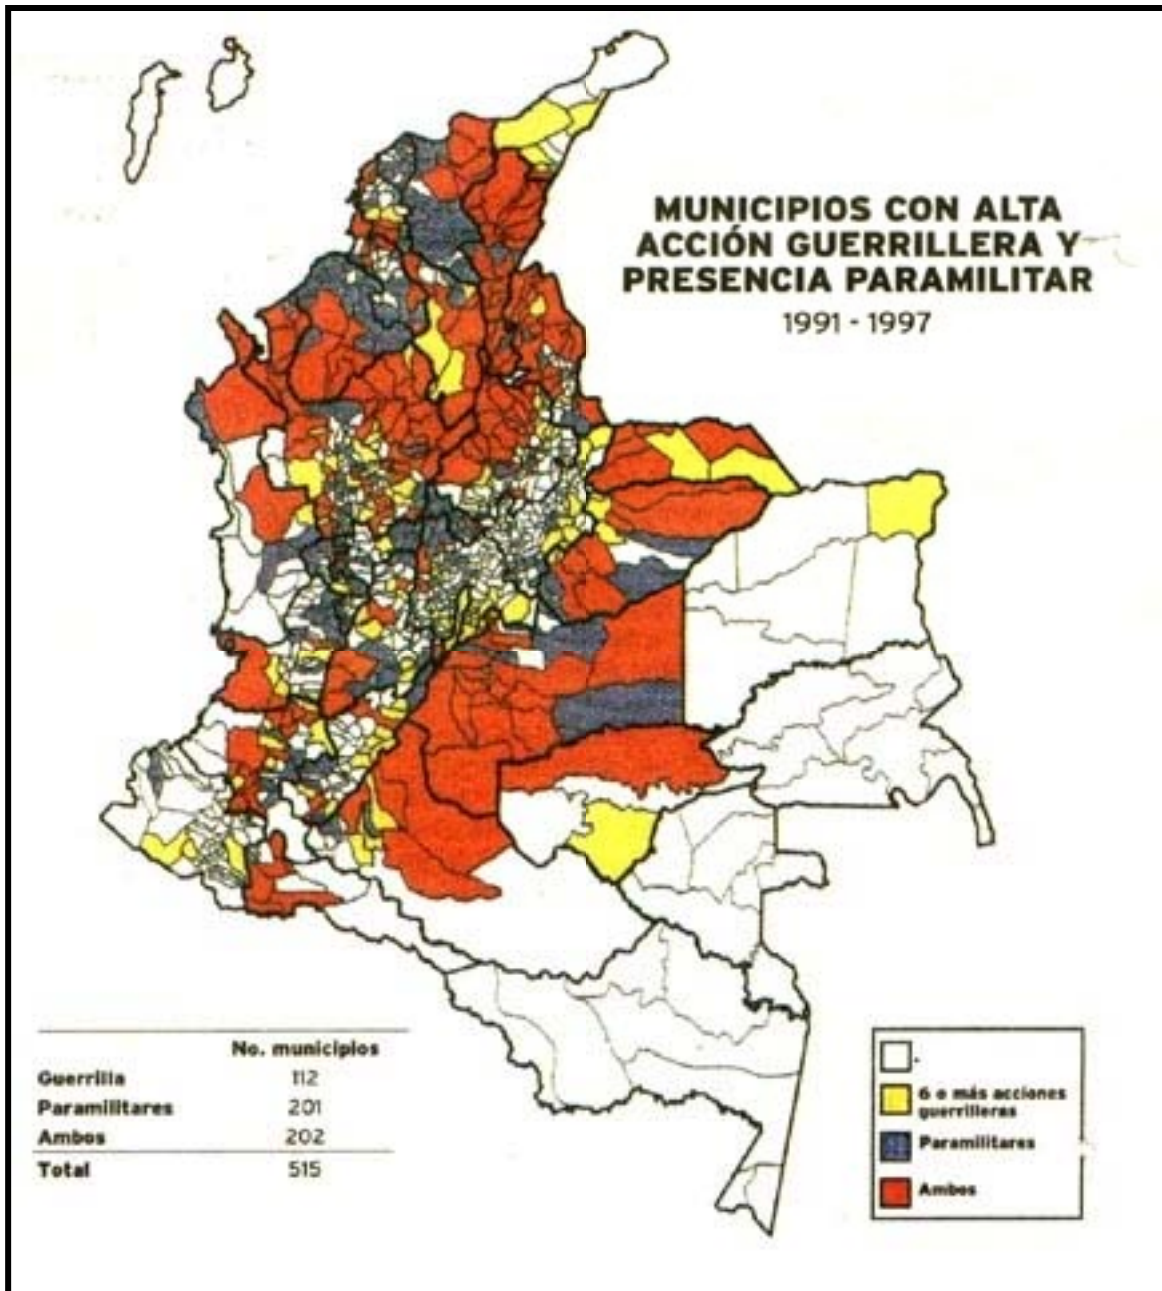 MUNICIPIOS CON ALTA
ACCIÓN GUERRILLERA Y
PRESENCIA PARAMILITAR
1991 - 1997
No. municipios
Guerrilla 112
Paramilitares 201
Ambos 202
Total 515
6 o más acciones
guerrilleras
Paramilitares
Ambos